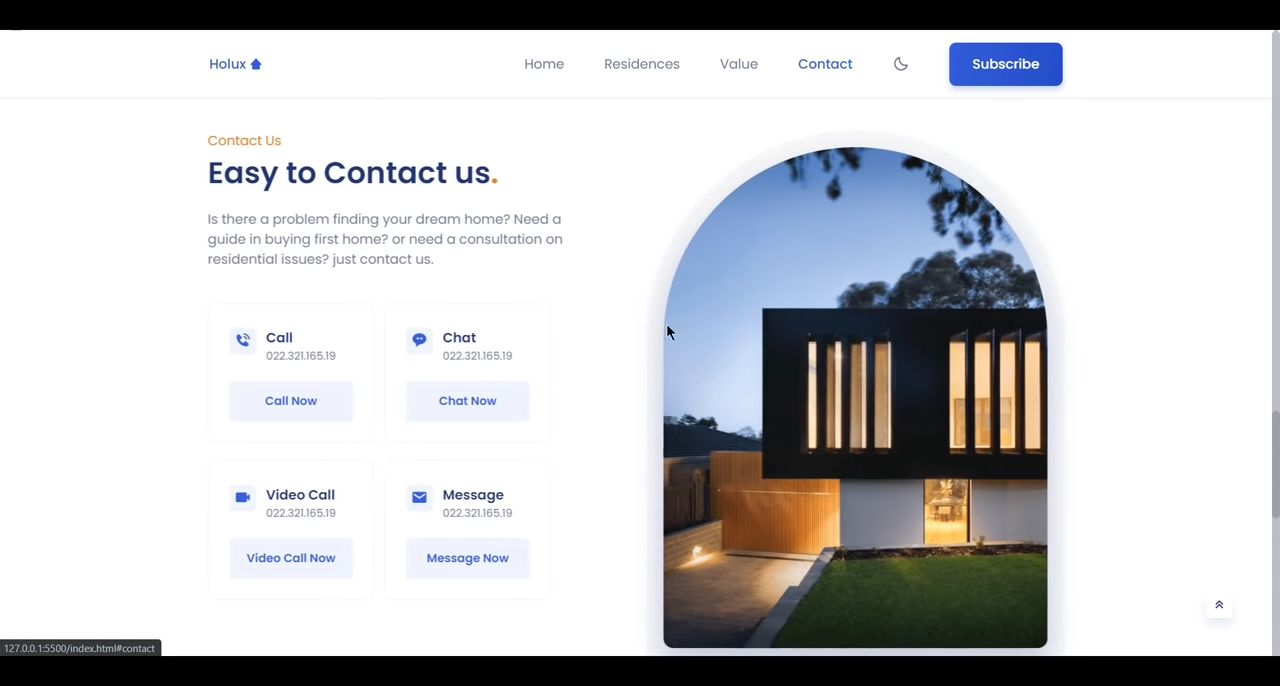 Holux
Home Residences Value Contact Subscribe
Contact Us
Easy to Contact us.
Is there a problem finding your dream home? Need a
guide in buying first home? or need a consultation on
residential issues? just contact us.
Call
022.321.165.19
Call Now
Chat
022.321.165.19
Chat Now
Video Call
022.321.165.19
Video Call Now
Message
022.321.165.19
Message Now
127.0.0.1:5500/index.html#contact